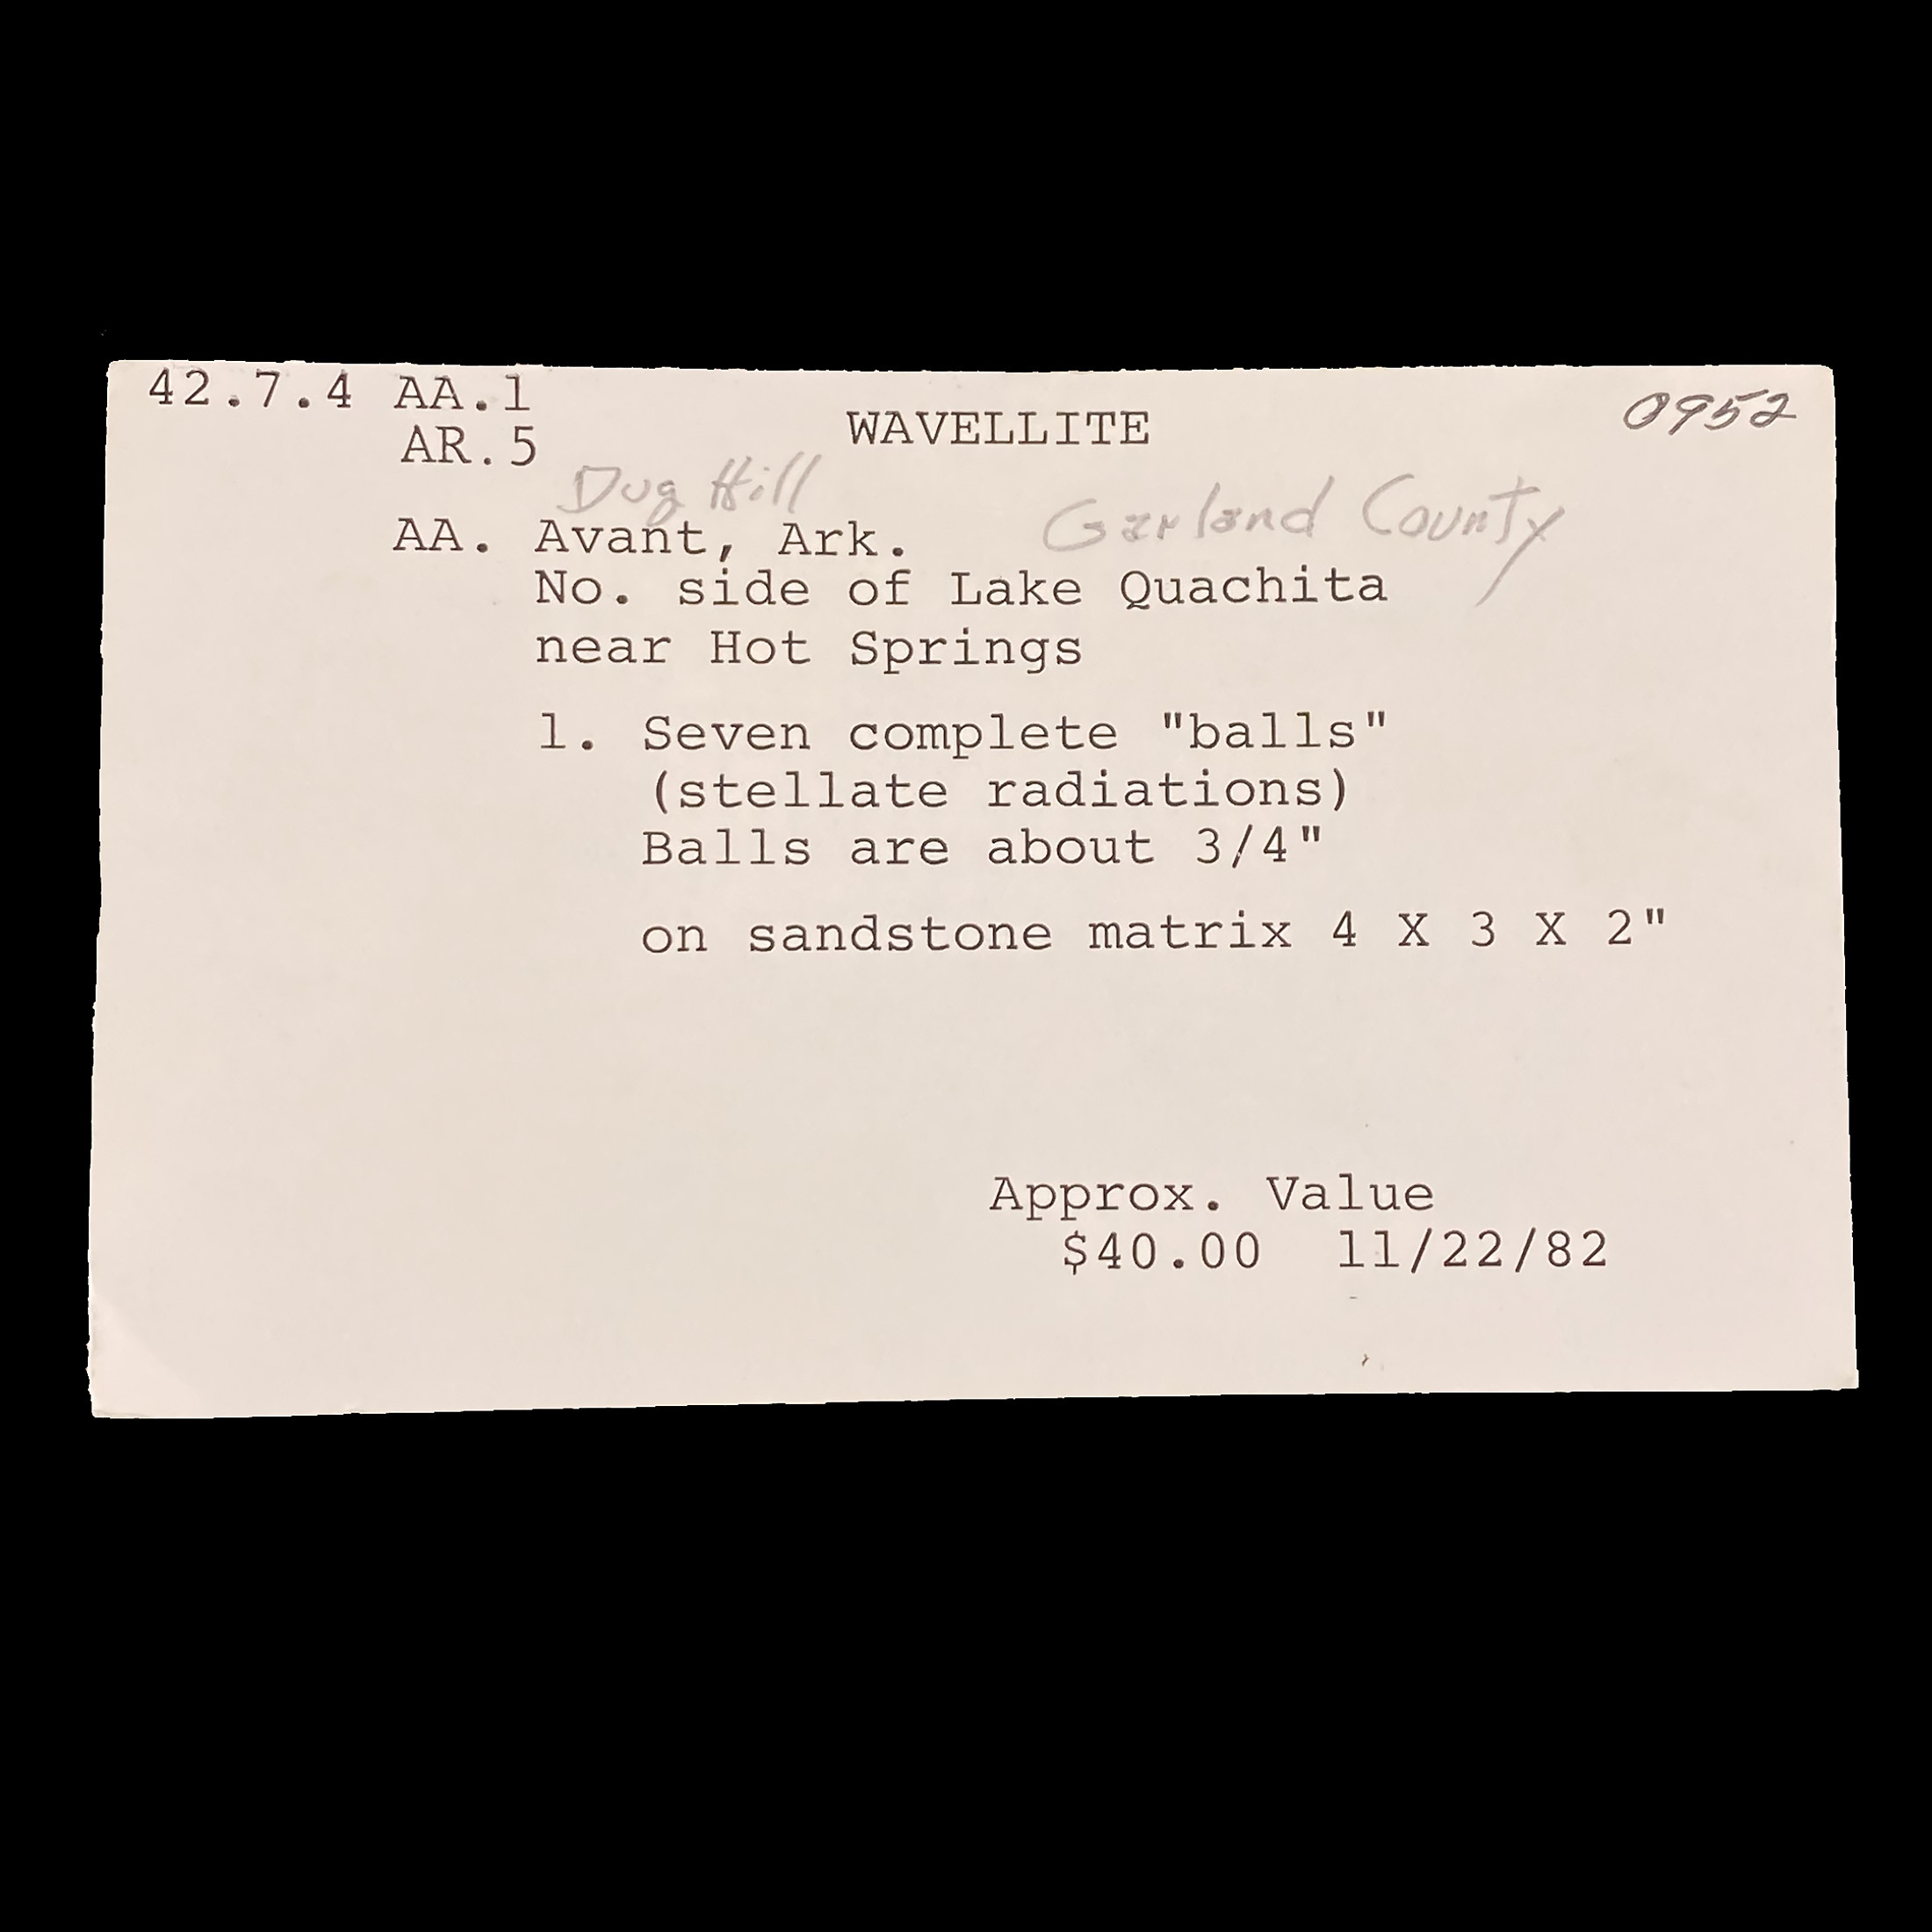 42.7.4 AA.1
AR.5
WAVELLITE
0952
Dug Hill
Garland County
AA. Avant, Ark.
No. side of Lake Quachita
near Hot Springs
1. Seven complete "balls"
(stellate radiations)
Balls are about 3/4"
on sandstone matrix 4 X 3 X 2"
Approx. Value
$40.00 11/22/82